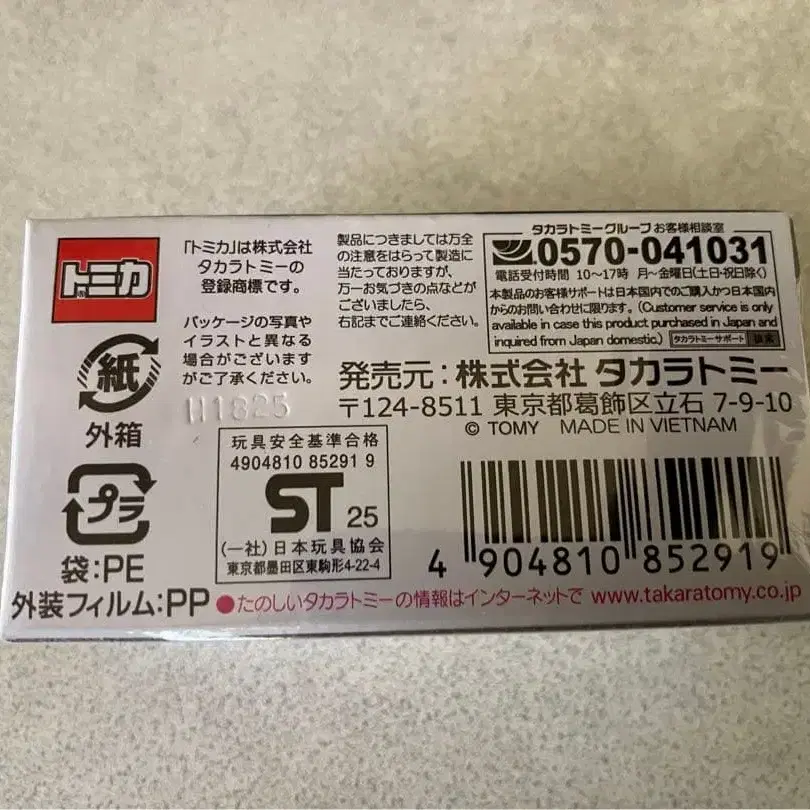 トミカ
®
「トミカ」は株式会社
タカラトミーの
登録商標です。
パッケージの写真や
イラストと異なる
場合がございます
がご了承ください。
製品につきましては万全
の注意をはらって製造に
当たっておりますが、
万一お気づきの点などが
ございましたら、
右記までご連絡ください。
タカラトミーグループ お客様相談室
0570-041031
電話受付時間 10〜17時 月〜金曜日(土日・祝日除く)
本製品のお客様サポートは日本国内でのご購入かつ日本国内
からのお問い合わせに限ります。(Customer service is only
available in case this product purchased in Japan and
inquired from Japan domestic.) タカラトミーサポート 検索
紙
外箱
プラ
袋:PE
外装フィルム:PP
発売元:株式会社 タカラトミー
〒124-8511 東京都葛飾区立石 7-9-10
© TOMY MADE IN VIETNAM
玩具安全基準合格
4904810 85291 9
ST 25
(一社)日本玩具協会
東京都墨田区東駒形4-22-4
4 904810 852919
●たのしいタカラトミーの情報はインターネットで www.takaratomy.co.jp